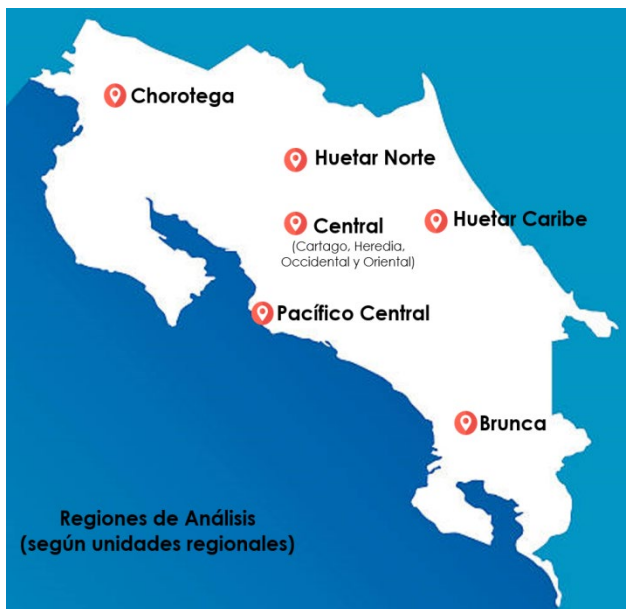 Chorotega
Huetar Norte
Central
(Cartago, Heredia,
Occidental y Oriental)
Huetar Caribe
Pacífico Central
Brunca
Regiones de Análisis
(según unidades regionales)